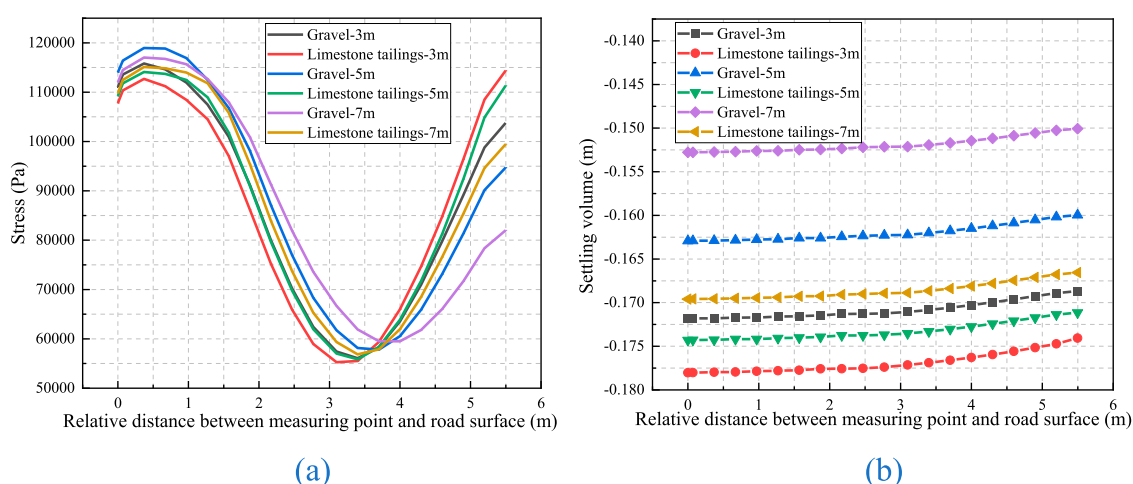 120000
110000
100000
90000
80000
70000
60000
50000
Stress (Pa)
Gravel-3m
Limestone tailings-3m
Gravel-5m
Limestone tailings-5m
Gravel-7m
Limestone tailings-7m
0 1 2 3 4 5 6
Relative distance between measuring point and road surface (m)
(a)
-0.140
-0.145
-0.150
-0.155
-0.160
-0.165
-0.170
-0.175
-0.180
Settling volume (m)
Gravel-3m
Limestone tailings-3m
Gravel-5m
Limestone tailings-5m
Gravel-7m
Limestone tailings-7m
0 1 2 3 4 5 6
Relative distance between measuring point and road surface (m)
(b)